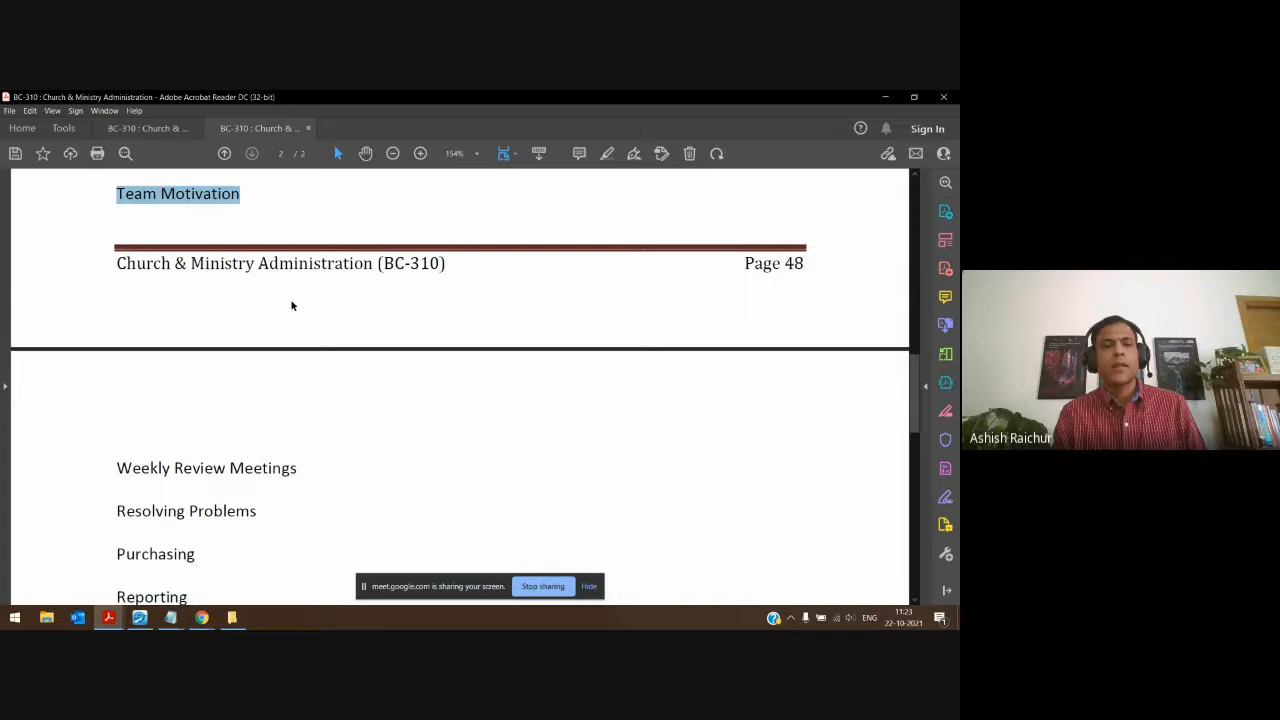 BC-310 : Church & Ministry Administration - Adobe Acrobat Reader DC (32-bit)
File Edit View Sign Window Help
Home Tools BC-310 : Church & ... BC-310 : Church & ... × Sign In
2 / 2 154%
Team Motivation
Church & Ministry Administration (BC-310) Page 48
Weekly Review Meetings
Resolving Problems
Purchasing
Reporting
meet.google.com is sharing your screen. Stop sharing Hide
Ashish Raichur
ENG 11:23
22-10-2021